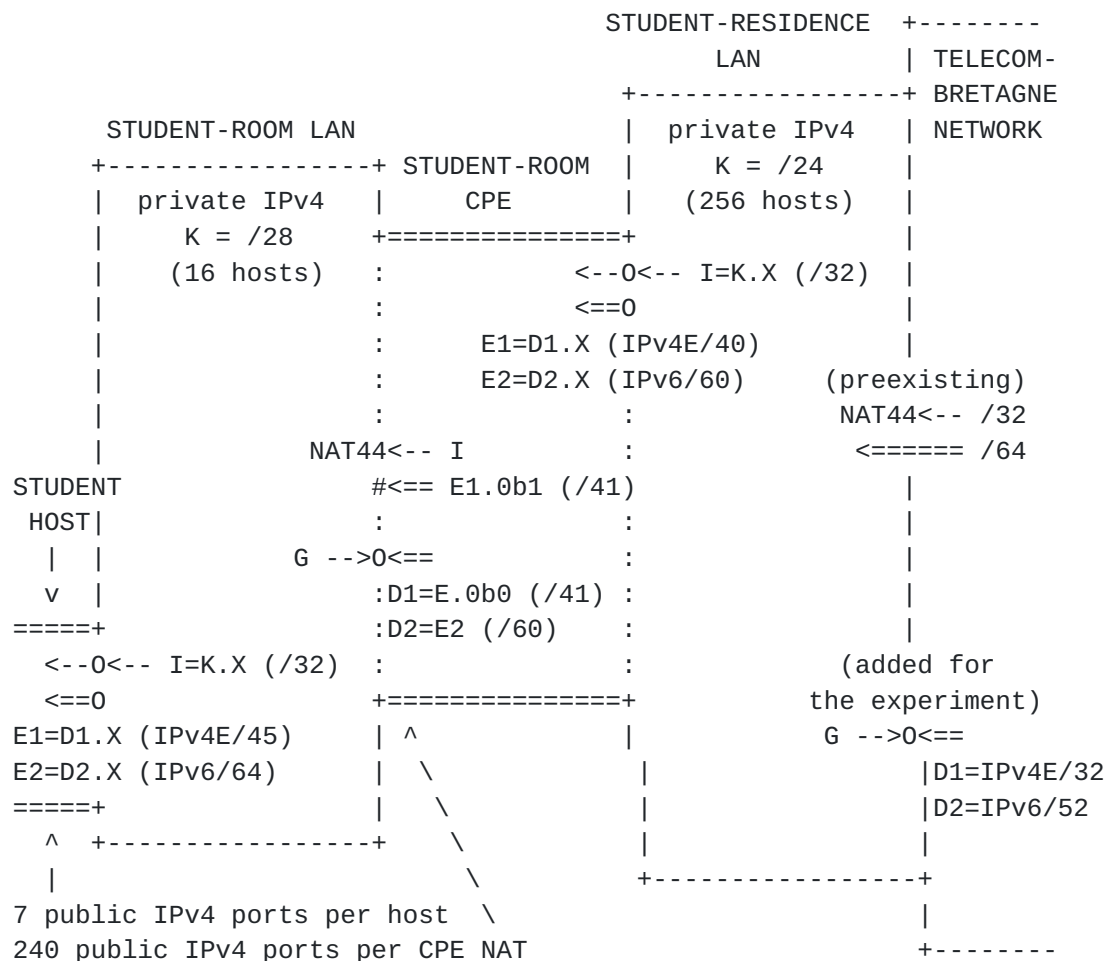 STUDENT-RESIDENCE  +--------
                                            LAN         | TELECOM-
                                      +-----------------+ BRETAGNE
      STUDENT-ROOM LAN                |  private IPv4   | NETWORK
     +-----------------+ STUDENT-ROOM |     K = /24     |
     |  private IPv4   |     CPE      |   (256 hosts)   |
     |     K = /28     +===============+                |
     |    (16 hosts)   :            <--O<-- I=K.X (/32) |
     |                 :            <==O                |
     |                 :      E1=D1.X (IPv4E/40)        |
     |                 :      E2=D2.X (IPv6/60)    (preexisting)
     |                 :               :            NAT44<-- /32
     |             NAT44<-- I          :             <====== /64
STUDENT                #<== E1.0b1 (/41)                |
 HOST|                 :               :                |
  |  |            G -->O<==            :                |
  v  |                 :D1=E.0b0 (/41) :                |
=====+                 :D2=E2 (/60)    :                |
  <--O<-- I=K.X (/32)  :               :            (added for
  <==O                 +===============+          the experiment)
E1=D1.X (IPv4E/45)     | ^             |           G -->O<==
E2=D2.X (IPv6/64)      |  \             |                |D1=IPv4E/32
=====+                 |   \            |                |D2=IPv6/52
  ^  +-----------------+    \           |                |
  |                          \          +-----------------+
7 public IPv4 ports per host  \                          |
240 public IPv4 ports per CPE NAT                        +--------